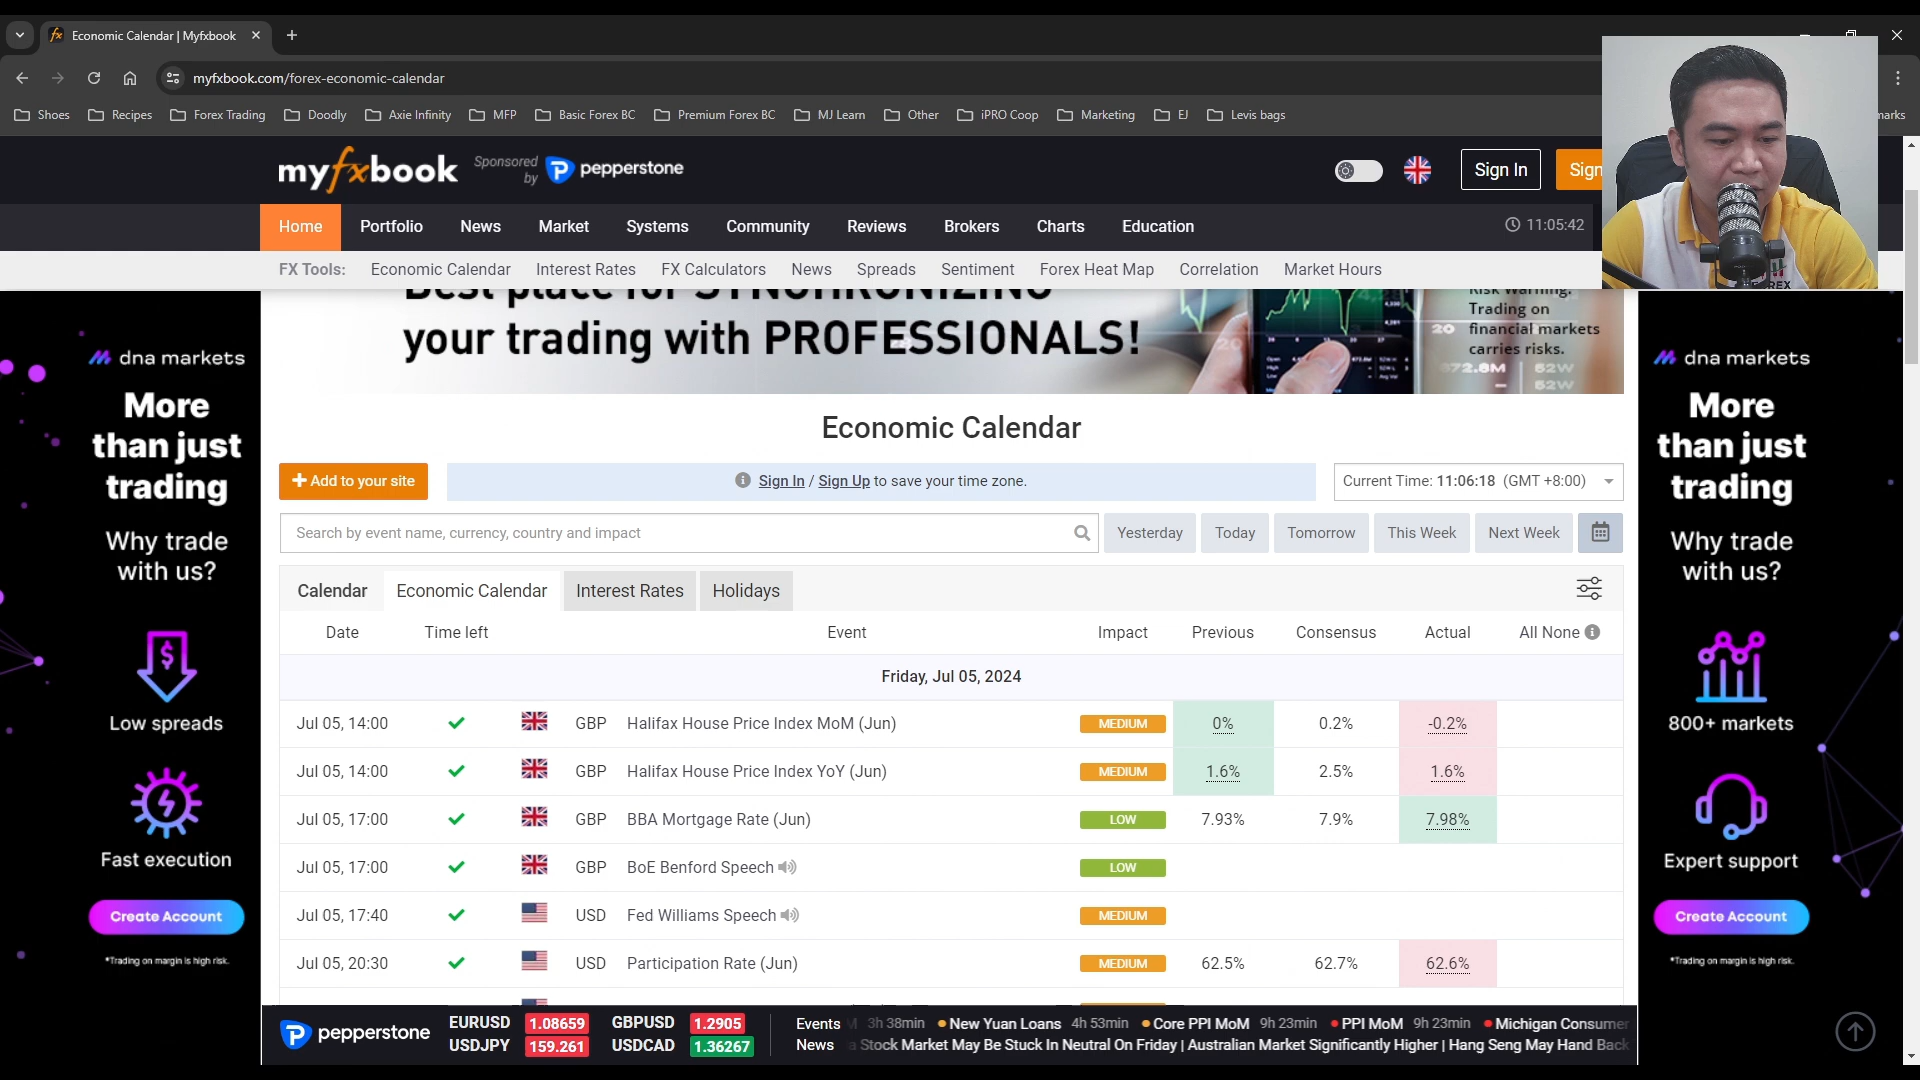 Economic Calendar | Myfxbook
myfxbook.com/forex-economic-calendar
Shoes Recipes Forex Trading Doodly Axie Infinity MFP Basic Forex BC Premium Forex BC MJ Learn Other iPRO Coop Marketing EJ Levis bags
myfxbook Sponsored by pepperstone Sign In Sign
Home Portfolio News Market Systems Community Reviews Brokers Charts Education 11:05:42
FX Tools: Economic Calendar Interest Rates FX Calculators News Spreads Sentiment Forex Heat Map Correlation Market Hours
FOREX
Best place for SYNCHRONIZING
your trading with PROFESSIONALS!
Risk Warning:
Trading on
financial markets
carries risks.
dna markets
More
than just
trading
Why trade
with us?
Low spreads
Fast execution
Create Account
*Trading on margin is high risk.
Economic Calendar
+ Add to your site
Sign In / Sign Up to save your time zone.
Current Time: 11:06:18 (GMT +8:00)
Search by event name, currency, country and impact
Yesterday Today Tomorrow This Week Next Week
Calendar Economic Calendar Interest Rates Holidays
Date Time left Event Impact Previous Consensus Actual All None
Friday, Jul 05, 2024
Jul 05, 14:00 GBP Halifax House Price Index MoM (Jun) MEDIUM 0% 0.2% -0.2%
Jul 05, 14:00 GBP Halifax House Price Index YoY (Jun) MEDIUM 1.6% 2.5% 1.6%
Jul 05, 17:00 GBP BBA Mortgage Rate (Jun) LOW 7.93% 7.9% 7.98%
Jul 05, 17:00 GBP BoE Benford Speech LOW
Jul 05, 17:40 USD Fed Williams Speech MEDIUM
Jul 05, 20:30 USD Participation Rate (Jun) MEDIUM 62.5% 62.7% 62.6%
dna markets
More
than just
trading
Why trade
with us?
800+ markets
Expert support
Create Account
*Trading on margin is high risk.
pepperstone
EURUSD 1.08659 GBPUSD 1.2905
USDJPY 159.261 USDCAD 1.36267
Events 3h 38min New Yuan Loans 4h 53min Core PPI MoM 9h 23min PPI MoM 9h 23min Michigan Consumer
News a Stock Market May Be Stuck In Neutral On Friday | Australian Market Significantly Higher | Hang Seng May Hand Back